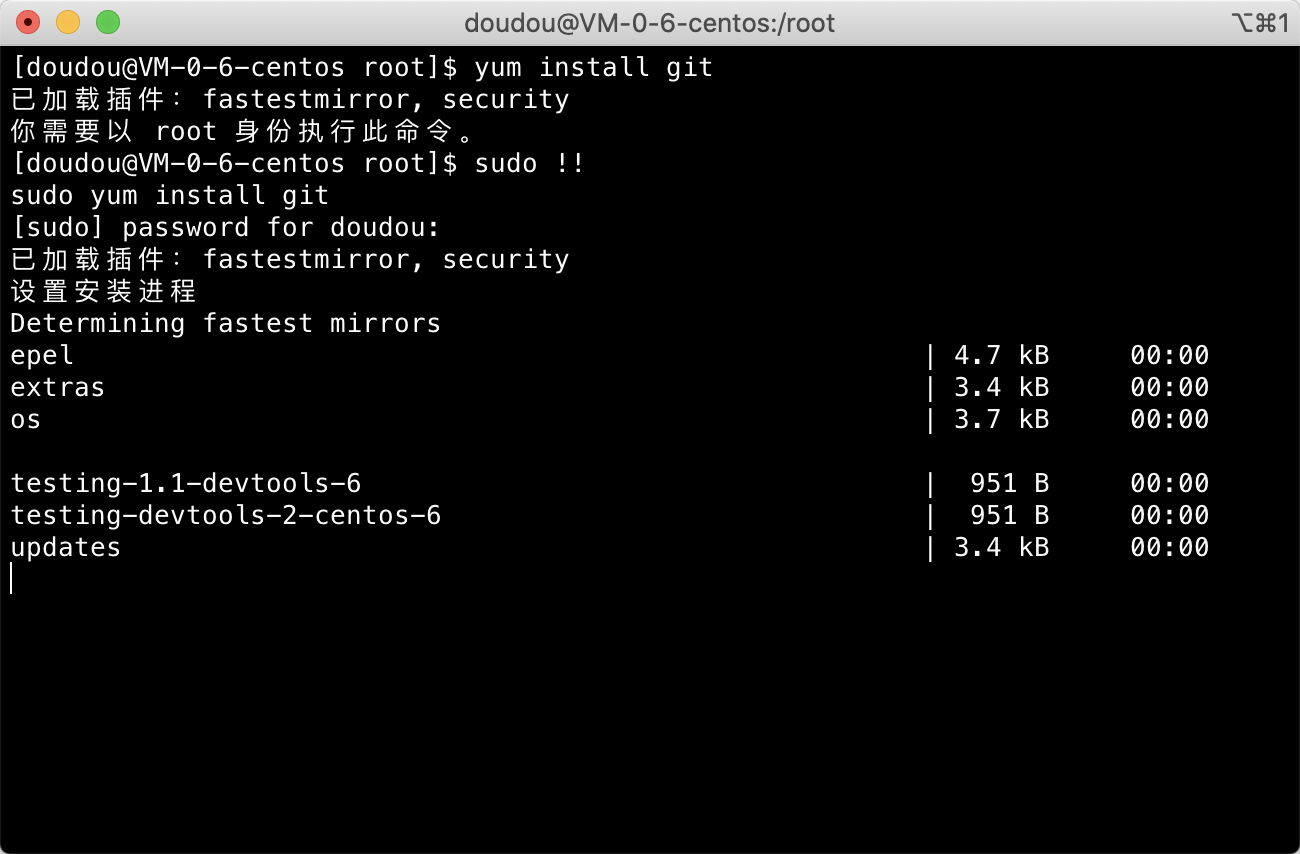 doudou@VM-0-6-centos:/root ⌥⌘1
[doudou@VM-0-6-centos root]$ yum install git
已加载插件：fastestmirror, security
你需要以 root 身份执行此命令。
[doudou@VM-0-6-centos root]$ sudo !!
sudo yum install git
[sudo] password for doudou:
已加载插件：fastestmirror, security
设置安装进程
Determining fastest mirrors
epel | 4.7 kB 00:00
extras | 3.4 kB 00:00
os | 3.7 kB 00:00
testing-1.1-devtools-6 | 951 B 00:00
testing-devtools-2-centos-6 | 951 B 00:00
updates | 3.4 kB 00:00